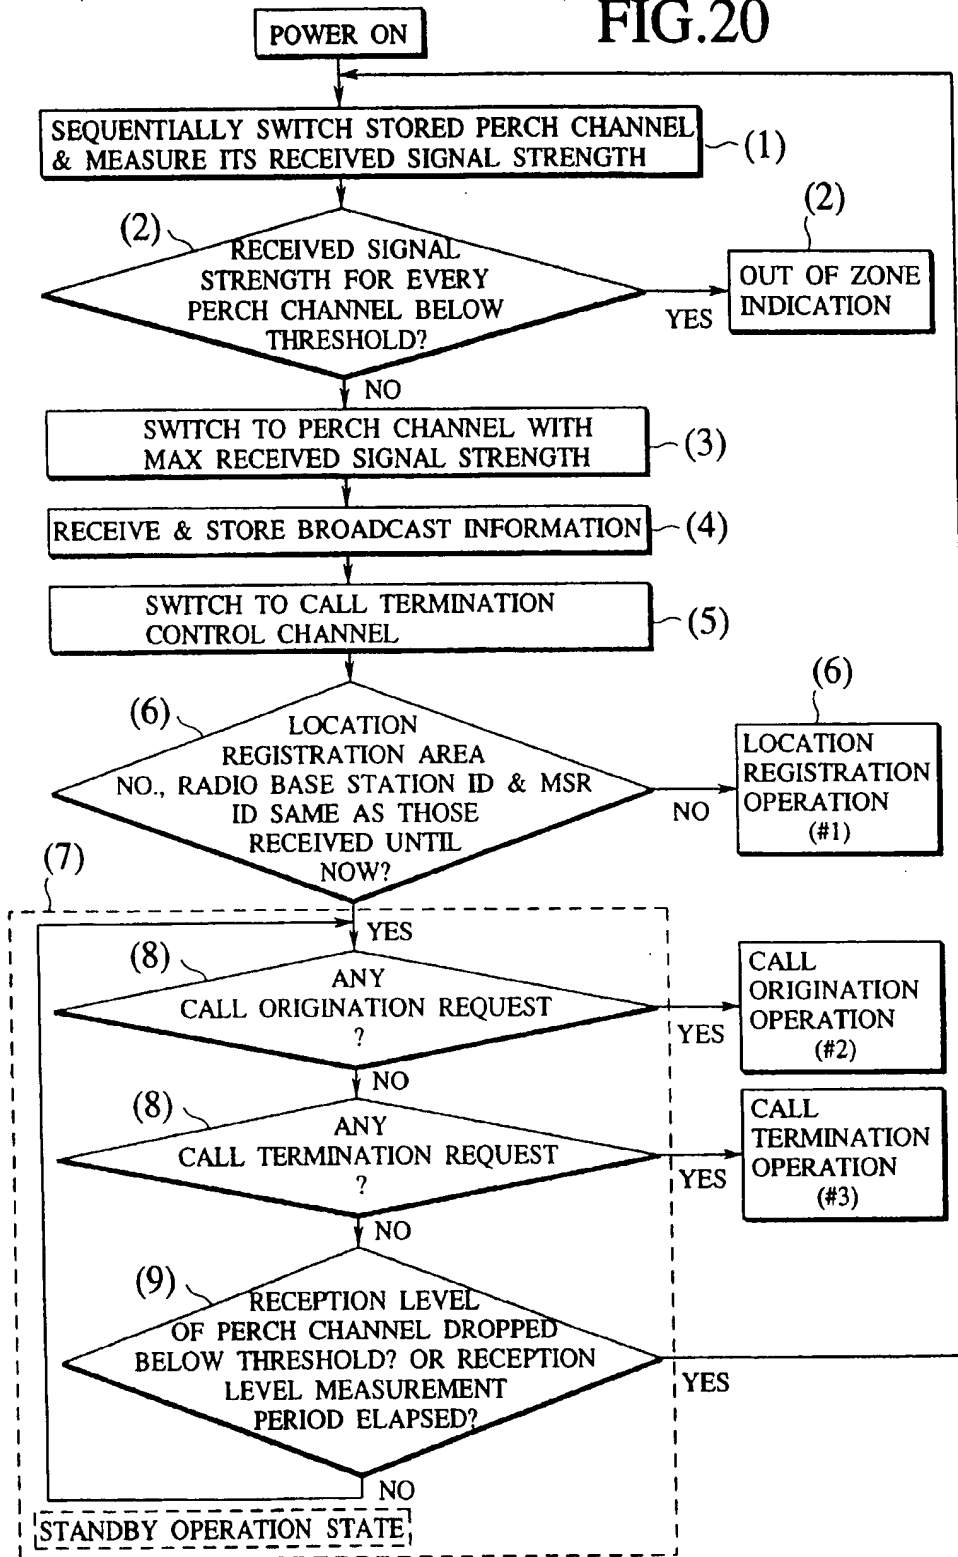 FIG.20
POWER ON
SEQUENTIALLY SWITCH STORED PERCH CHANNEL
& MEASURE ITS RECEIVED SIGNAL STRENGTH
(1)
(2)
RECEIVED SIGNAL
STRENGTH FOR EVERY
PERCH CHANNEL BELOW
THRESHOLD?
YES
(2)
OUT OF ZONE
INDICATION
NO
SWITCH TO PERCH CHANNEL WITH
MAX RECEIVED SIGNAL STRENGTH
(3)
RECEIVE & STORE BROADCAST INFORMATION
(4)
SWITCH TO CALL TERMINATION
CONTROL CHANNEL
(5)
(6)
LOCATION
REGISTRATION AREA
NO., RADIO BASE STATION ID & MSR
ID SAME AS THOSE
RECEIVED UNTIL
NOW?
NO
(6)
LOCATION
REGISTRATION
OPERATION
(#1)
(7)
YES
(8)
ANY
CALL ORIGINATION REQUEST
?
YES
CALL
ORIGINATION
OPERATION
(#2)
NO
(8)
ANY
CALL TERMINATION REQUEST
?
YES
CALL
TERMINATION
OPERATION
(#3)
NO
(9)
RECEPTION LEVEL
OF PERCH CHANNEL DROPPED
BELOW THRESHOLD? OR RECEPTION
LEVEL MEASUREMENT
PERIOD ELAPSED?
YES
NO
STANDBY OPERATION STATE